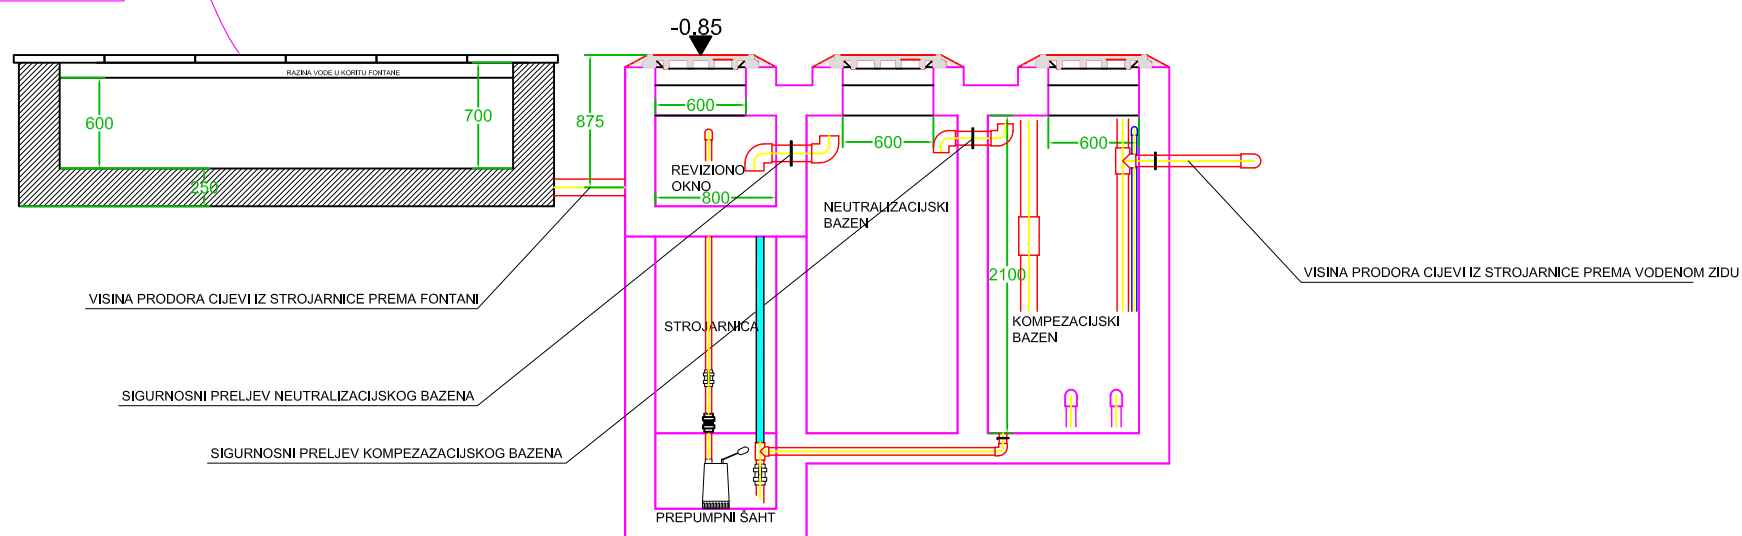 -0.85
RAZINA VODE U KORITU FONTANE
600
700
875
250
600
600
600
REVIZIONO
OKNO
800
NEUTRALIZACIJSKI
BAZEN
2100
VISINA PRODORA CIJEVI IZ STROJARNICE PREMA VODENOM ZIDU
VISINA PRODORA CIJEVI IZ STROJARNICE PREMA FONTANI
STROJARNICA
KOMPEZACIJSKI
BAZEN
SIGURNOSNI PRELJEV NEUTRALIZACIJSKOG BAZENA
SIGURNOSNI PRELJEV KOMPEZAZACIJSKOG BAZENA
PREPUMPNI ŠAHT